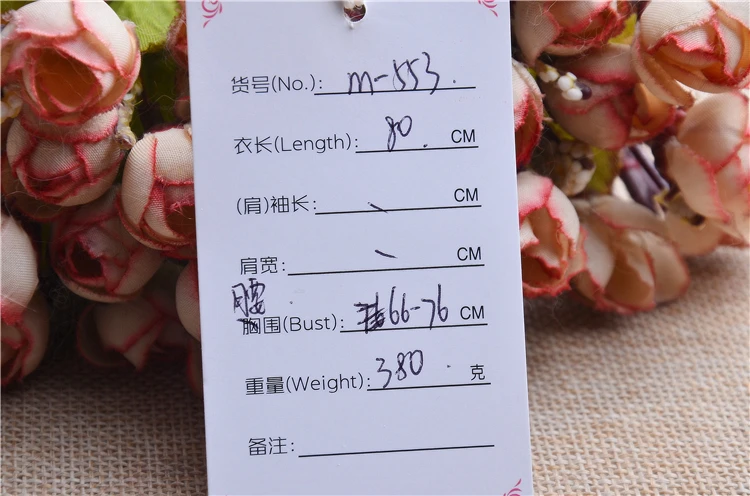 货号(No.): m-553.
衣长(Length): 80. CM
(肩)袖长: CM
肩宽: CM
腰
胸围(Bust): 66-76 CM
重量(Weight): 380. 克
备注: